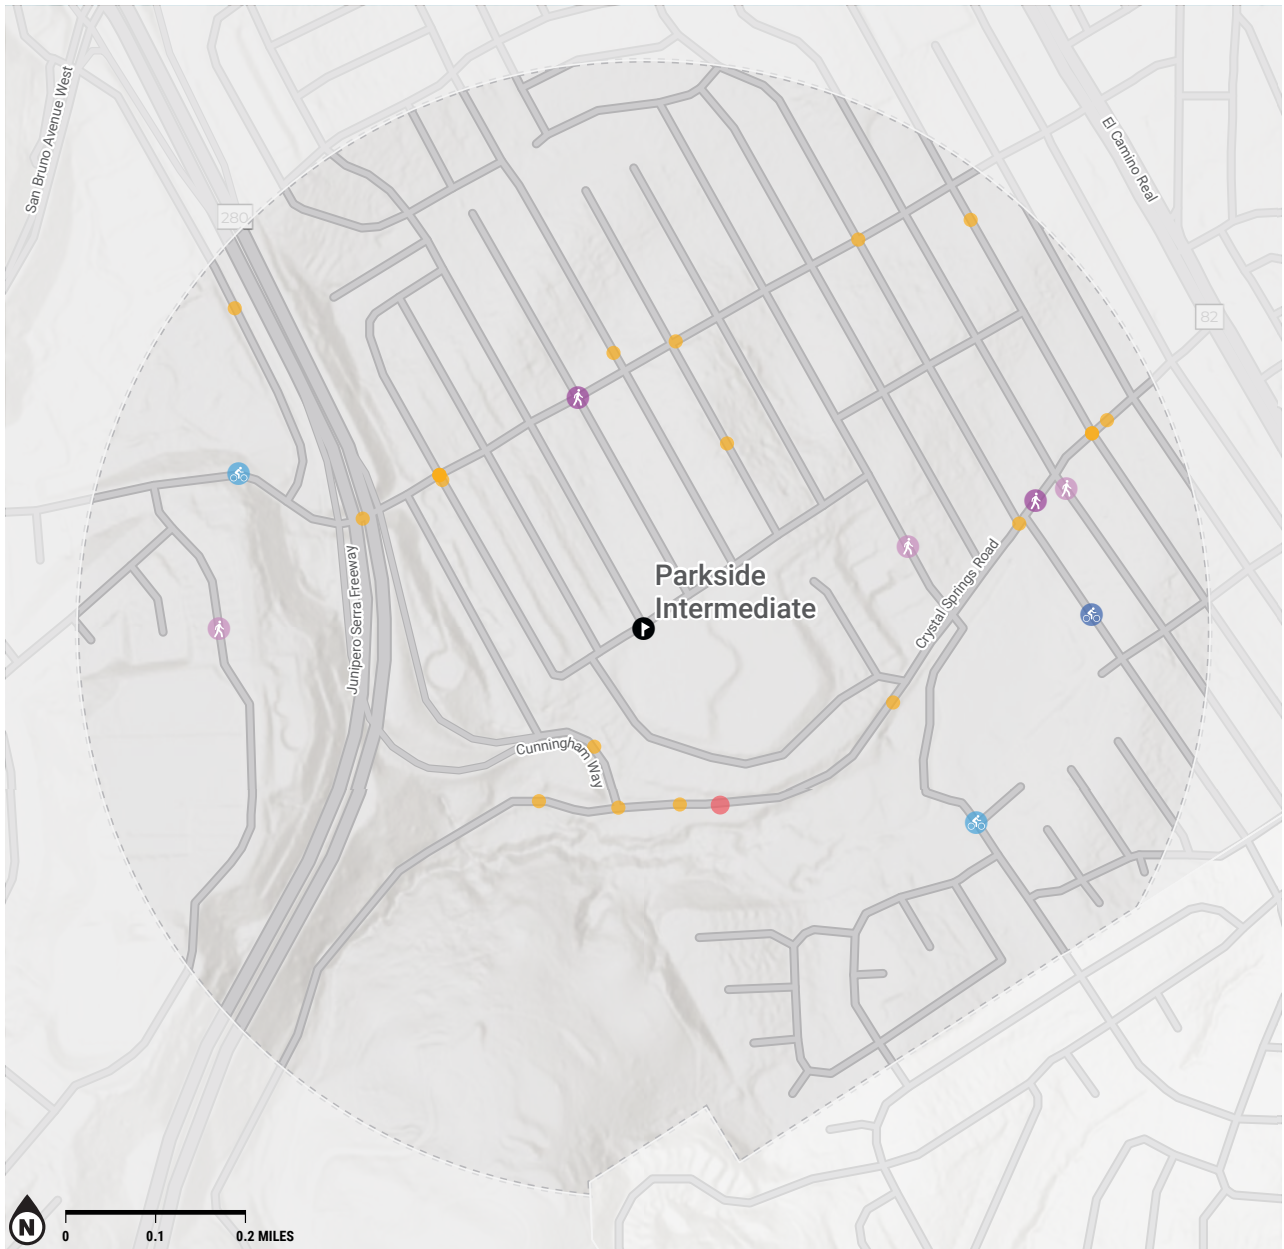 San Bruno Avenue West
El Camino Real
280
82
Junipero Serra Freeway
Crystal Springs Road
Parkside
Intermediate
Cunningham Way
N
0 0.1 0.2 MILES